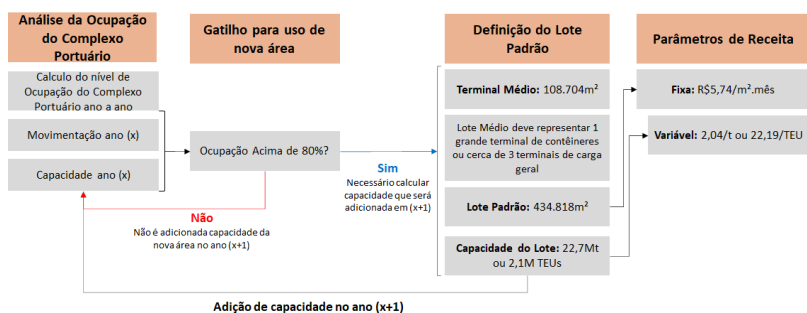 Análise da Ocupação
do Complexo
Portuário
Calculo do nível de
Ocupação do Complexo
Portuário ano a ano
Movimentação ano (x)
Capacidade ano (x)
Gatilho para uso de
nova área
Ocupação Acima de 80%?
Não
Não é adicionada capacidade da
nova área no ano (x+1)
Sim
Necessário calcular
capacidade que será
adicionada em (x+1)
Definição do Lote
Padrão
Terminal Médio: 108.704m²
Lote Médio deve representar 1
grande terminal de contêineres
ou cerca de 3 terminais de carga
geral
Lote Padrão: 434.818m²
Capacidade do Lote: 22,7Mt
ou 2,1M TEUs
Parâmetros de Receita
Fixa: R$5,74/m².mês
Variável: 2,04/t ou 22,19/TEU
Adição de capacidade no ano (x+1)